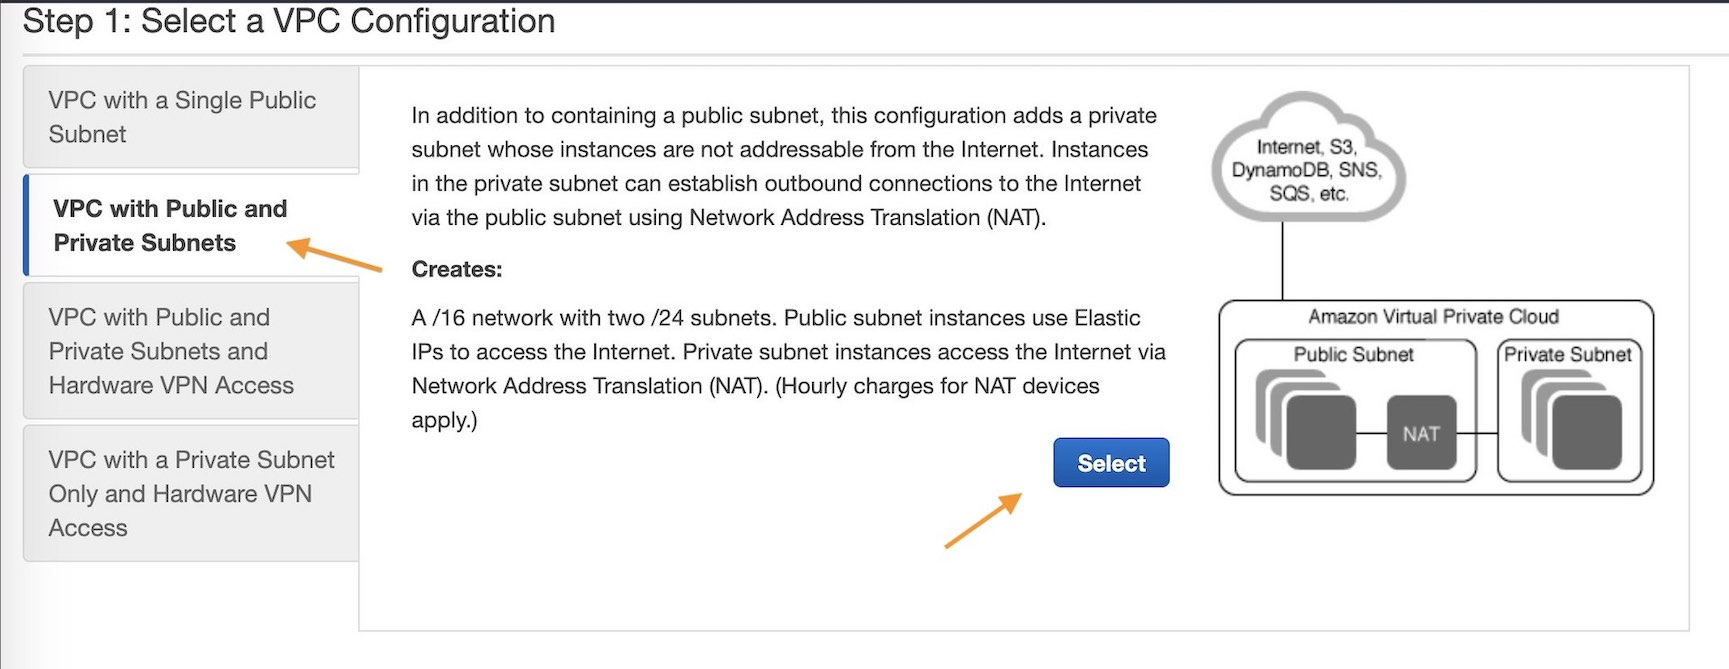 Step 1: Select a VPC Configuration
VPC with a Single Public
Subnet
VPC with Public and
Private Subnets
VPC with Public and
Private Subnets and
Hardware VPN Access
VPC with a Private Subnet
Only and Hardware VPN
Access
In addition to containing a public subnet, this configuration adds a private
subnet whose instances are not addressable from the Internet. Instances
in the private subnet can establish outbound connections to the Internet
via the public subnet using Network Address Translation (NAT).
Creates:
A /16 network with two /24 subnets. Public subnet instances use Elastic
IPs to access the Internet. Private subnet instances access the Internet via
Network Address Translation (NAT). (Hourly charges for NAT devices
apply.)
Select
Internet, S3,
DynamoDB, SNS,
SQS, etc.
Amazon Virtual Private Cloud
Public Subnet
Private Subnet
NAT